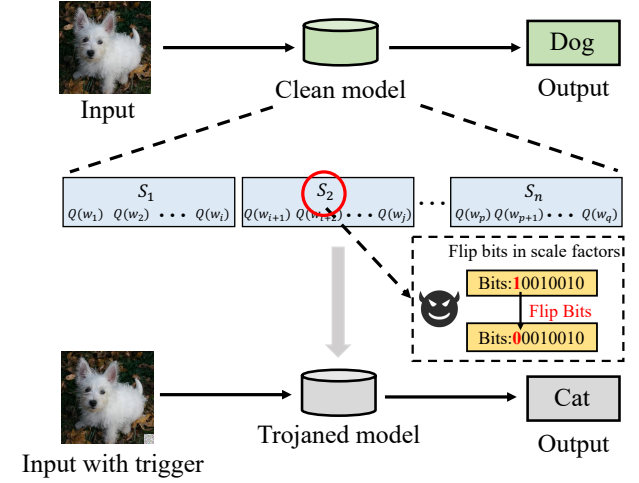 Dog
Input
Clean model
Output
S₁
S₂
Sₙ
Q(w₁) Q(w₂) ··· Q(wᵢ)
Q(wᵢ₊₁) Q(wᵢ₊₂) ··· Q(wⱼ)
···
Q(wₚ) Q(wₚ₊₁) ··· Q(w_q)
Flip bits in scale factors
Bits:10010010
Flip Bits
Bits:00010010
Cat
Trojaned model
Output
Input with trigger